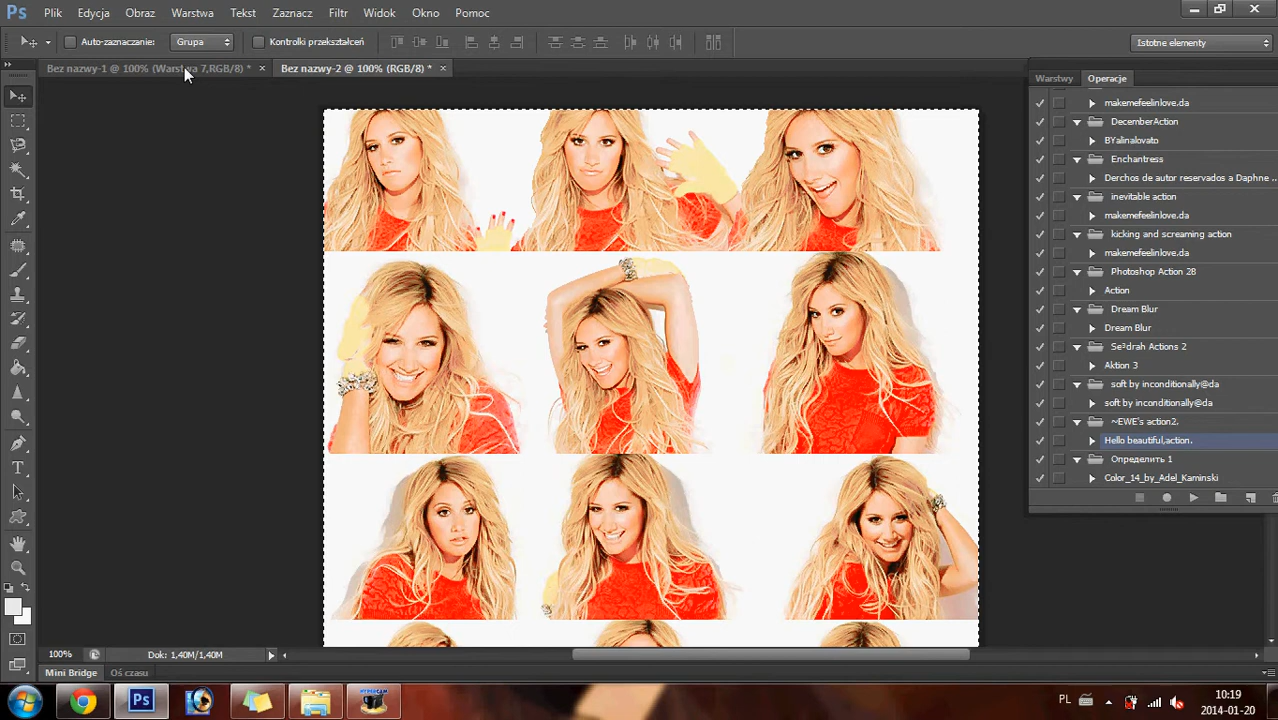 Ps Plik Edycja Obraz Warstwa Tekst Zaznacz Filtr Widok Okno Pomoc
Auto-zaznaczanie: Grupa Kontrolki przekształceń Istotne elementy
Bez nazwy-1 @ 100% (Warstwa 7,RGB/8) * × Bez nazwy-2 @ 100% (RGB/8) * ×
Warstwy Operacje
makemefeelinlove.da
DecemberAction
BYalinalovato
Enchantress
Derchos de autor reservados a Daphne ...
inevitable action
makemefeelinlove.da
kicking and screaming action
makemefeelinlove.da
Photoshop Action 28
Action
Dream Blur
Dream Blur
Se?drah Actions 2
Aktion 3
soft by inconditionally@da
soft by inconditionally@da
~EWE's action2,
Hello beautiful,action.
Определить 1
Color_14_by_Adel_Kaminski
100% Dok: 1,40M/1,40M
Mini Bridge Oś czasu
Ps HYPERCAM PL 10:19
2014-01-20